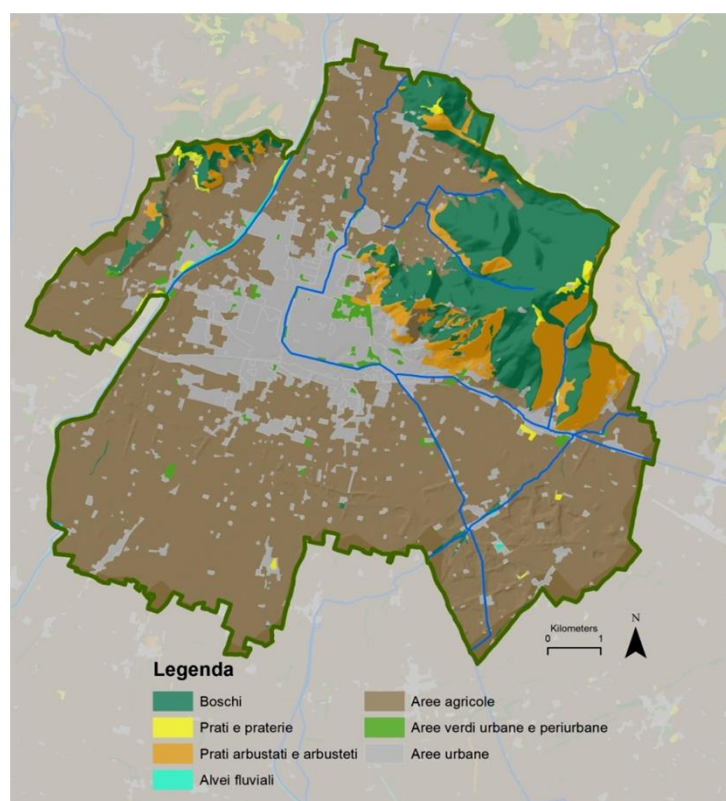 Kilometers
0 1
N
Legenda
Boschi
Prati e praterie
Prati arbustati e arbusteti
Alvei fluviali
Aree agricole
Aree verdi urbane e periurbane
Aree urbane